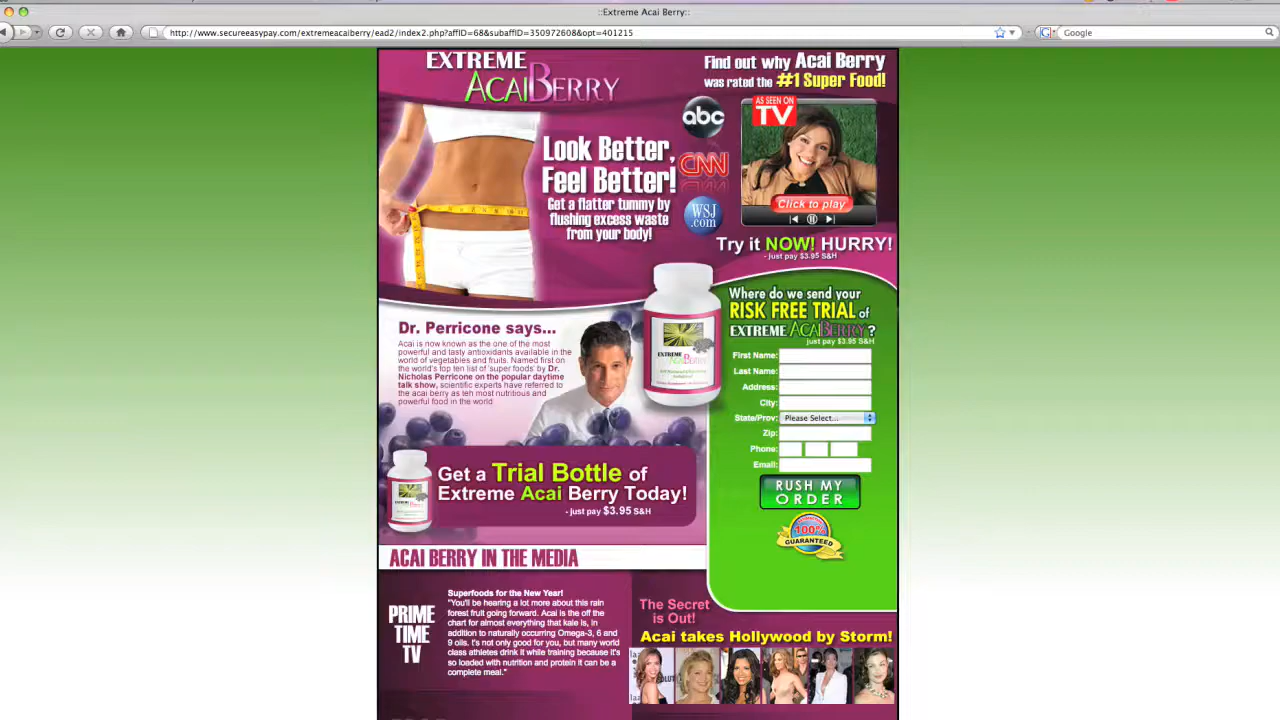 ::Extreme Acai Berry::
http://www.secureeasypay.com/extremeacaiberry/ead2/index2.php?affID=68&subaffID=350972608&opt=401215
Google
EXTREME
ACAIBERRY
Find out why Acai Berry
was rated the #1 Super Food!
abc
AS SEEN ON
TV
Look Better,
Feel Better!
CNN
Get a flatter tummy by
flushing excess waste
from your body!
WSJ
.com
Click to play
Try it NOW! HURRY!
- just pay $3.95 S&H
Where do we send your
RISK FREE TRIAL of
EXTREME ACAIBERRY?
just pay $3.95 S&H
Dr. Perricone says...
Acai is now known as the one of the most
powerful and tasty antioxidants available in the
world of vegetables and fruits. Named first on
the world's top ten list of 'super foods' by Dr.
Nicholas Perricone on the popular daytime
talk show, scientific experts have referred to
the acai berry as teh most nutritious and
powerful food in the world
EXTREME
First Name:
Last Name:
Address:
City:
State/Prov: Please Select...
Zip:
Phone:
Email:
RUSH MY
ORDER
100%
GUARANTEED
Get a Trial Bottle of
Extreme Acai Berry Today!
- just pay $3.95 S&H
ACAI BERRY IN THE MEDIA
PRIME
TIME
TV
Superfoods for the New Year!
"You'll be hearing a lot more about this rain
forest fruit going forward. Acai is the off the
chart for almost everything that kale is, in
addition to naturally occurring Omega-3, 6 and
9 oils. It's not only good for you, but many world
class athletes drink it while training because it's
so loaded with nutrition and protein it can be a
complete meal."
The Secret
is Out!
Acai takes Hollywood by Storm!